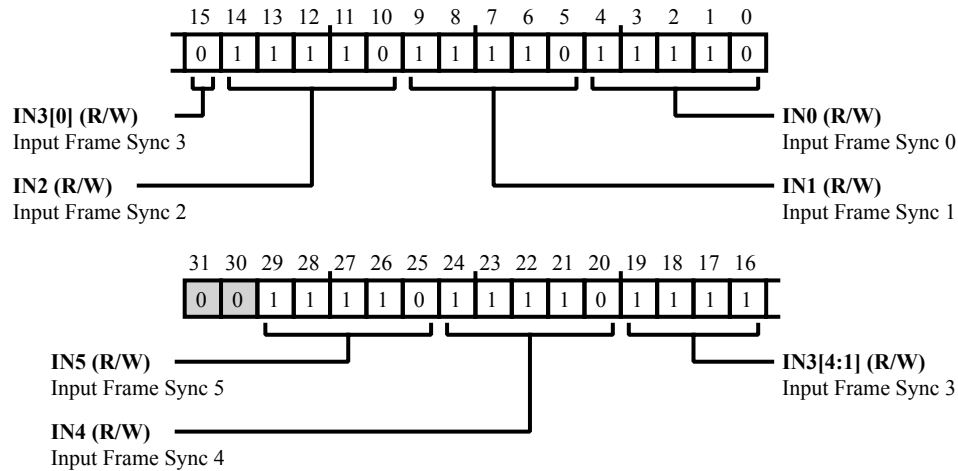 15 14 13 12 11 10 9 8 7 6 5 4 3 2 1 0
0 1 1 1 1 0 1 1 1 1 0 1 1 1 1 0
IN3[0] (R/W)
Input Frame Sync 3
IN0 (R/W)
Input Frame Sync 0
IN2 (R/W)
Input Frame Sync 2
IN1 (R/W)
Input Frame Sync 1
31 30 29 28 27 26 25 24 23 22 21 20 19 18 17 16
0 0 1 1 1 1 0 1 1 1 1 0 1 1 1 1
IN5 (R/W)
Input Frame Sync 5
IN3[4:1] (R/W)
Input Frame Sync 3
IN4 (R/W)
Input Frame Sync 4